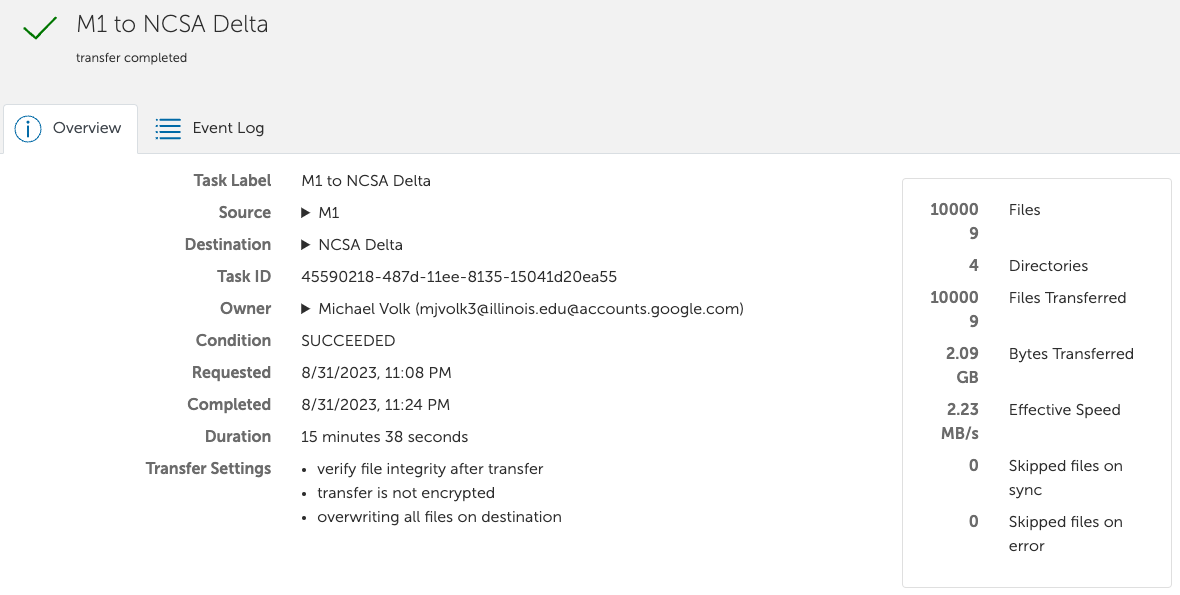 M1 to NCSA Delta
transfer completed
Overview
Event Log
Task Label M1 to NCSA Delta
Source M1
Destination NCSA Delta
Task ID 45590218-487d-11ee-8135-15041d20ea55
Owner Michael Volk (mjvolk3@illinois.edu@accounts.google.com)
Condition SUCCEEDED
Requested 8/31/2023, 11:08 PM
Completed 8/31/2023, 11:24 PM
Duration 15 minutes 38 seconds
Transfer Settings • verify file integrity after transfer
• transfer is not encrypted
• overwriting all files on destination
10000 Files
9
4 Directories
10000 Files Transferred
9
2.09 Bytes Transferred
GB
2.23 Effective Speed
MB/s
0 Skipped files on
sync
0 Skipped files on
error